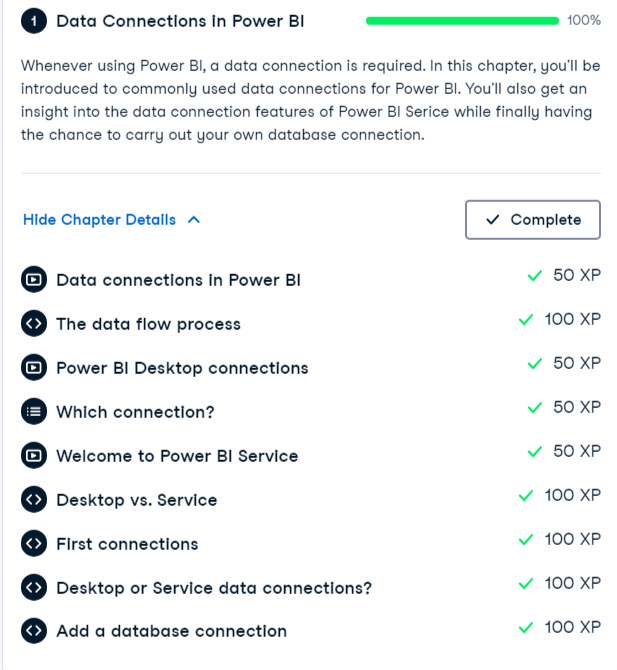 1 Data Connections in Power BI 100%
Whenever using Power BI, a data connection is required. In this chapter, you'll be
introduced to commonly used data connections for Power BI. You'll also get an
insight into the data connection features of Power BI Serice while finally having
the chance to carry out your own database connection.
Hide Chapter Details Complete
Data connections in Power BI 50 XP
The data flow process 100 XP
Power BI Desktop connections 50 XP
Which connection? 50 XP
Welcome to Power BI Service 50 XP
Desktop vs. Service 100 XP
First connections 100 XP
Desktop or Service data connections? 100 XP
Add a database connection 100 XP